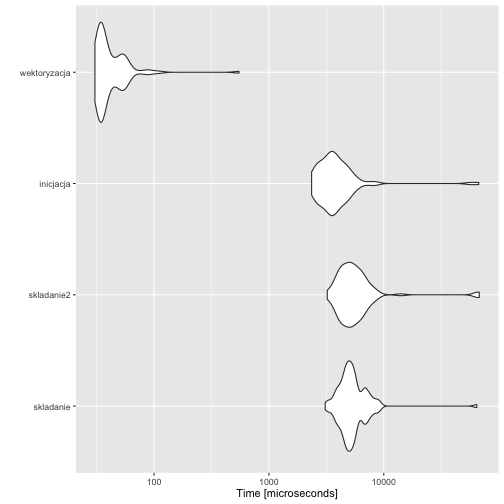 wektoryzacja
inicjacja
skladanie2
skladanie
100 1000 10000
Time [microseconds]